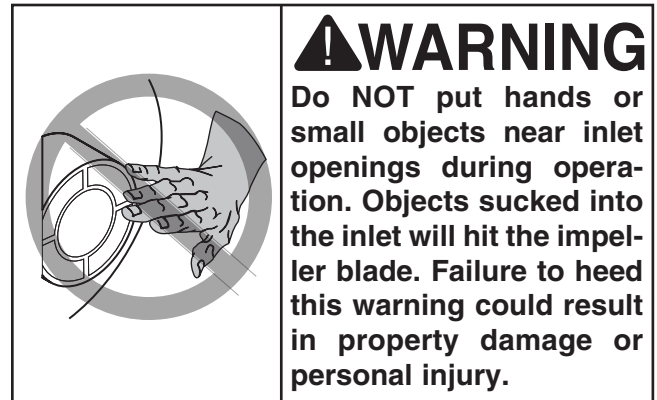 WARNING
Do NOT put hands or
small objects near inlet
openings during opera-
tion. Objects sucked into
the inlet will hit the impel-
ler blade. Failure to heed
this warning could result
in property damage or
personal injury.